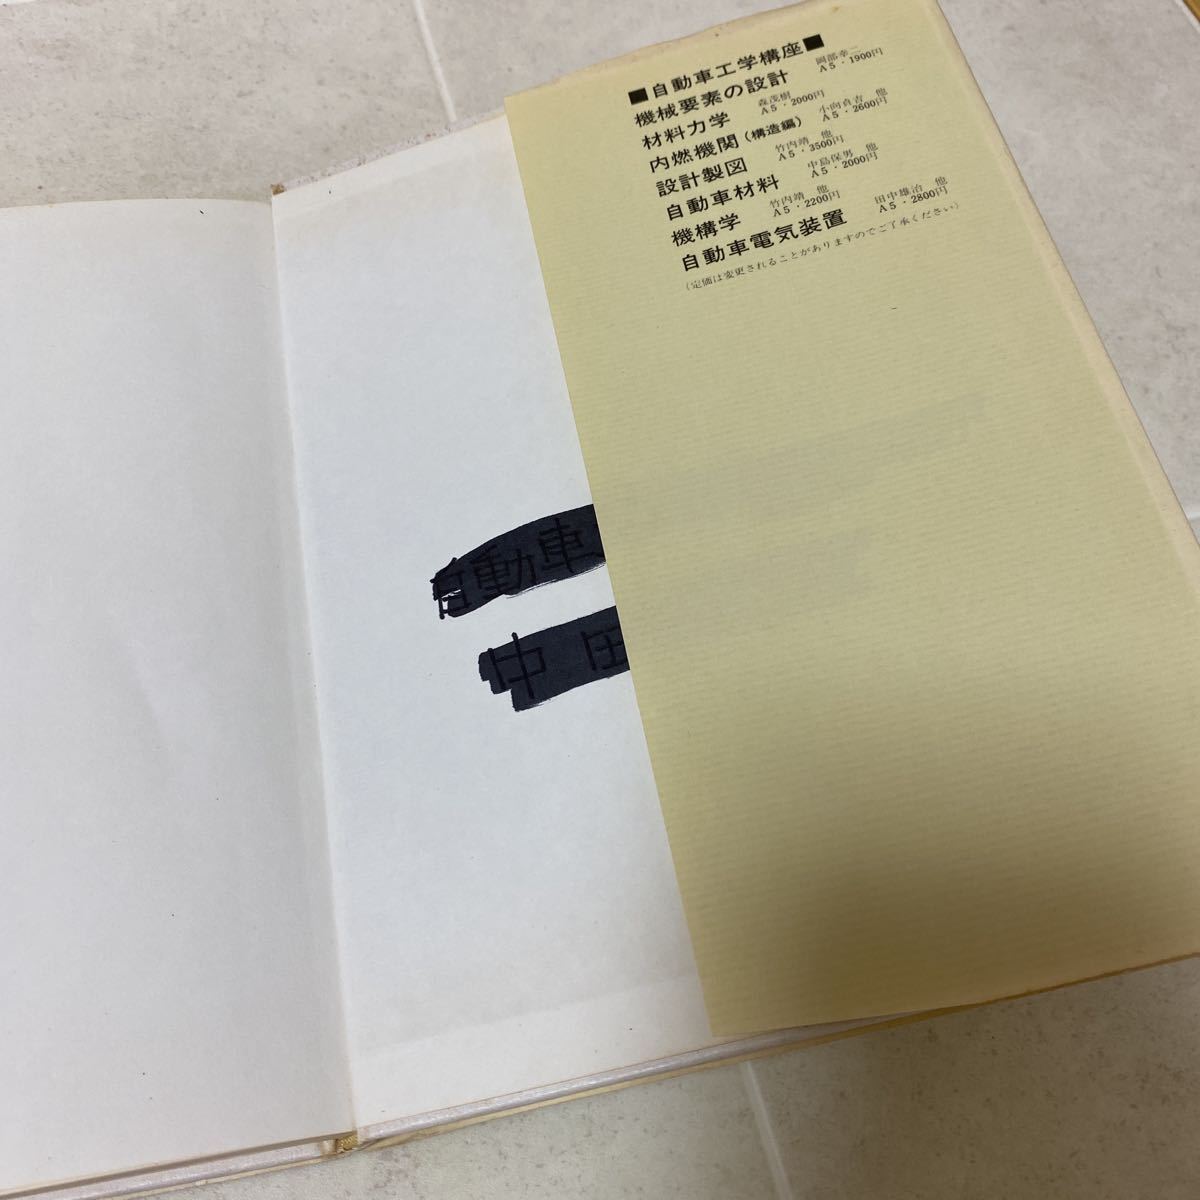 ■自動車工学構座■
機械要素の設計 岡部幸二 A5・1900円
材料力学 森茂樹 A5・2000円
内燃機関(構造編) 小向貞吉 他 A5・2600円
設計製図 竹内靖 他 A5・3500円
自動車材料 中島保男 他 A5・2000円
機構学 竹内靖 他 A5・2200円
自動車電気装置 田中雄治 他 A5・2800円
(定価は変更されることがありますのでご了承ください)
自動車
中田